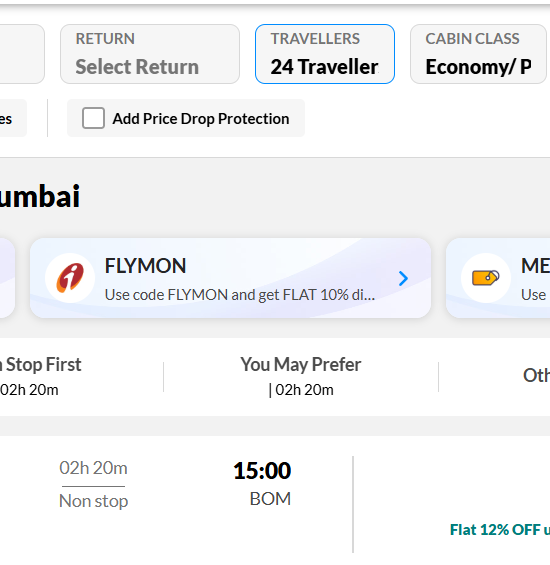 RETURN
Select Return
TRAVELLERS
24 Traveller
CABIN CLASS
Economy/ P
es
Add Price Drop Protection
umbai
FLYMON
Use code FLYMON and get FLAT 10% di...
ME
Use
Stop First
02h 20m
You May Prefer
| 02h 20m
Oth
02h 20m
Non stop
15:00
BOM
Flat 12% OFF u